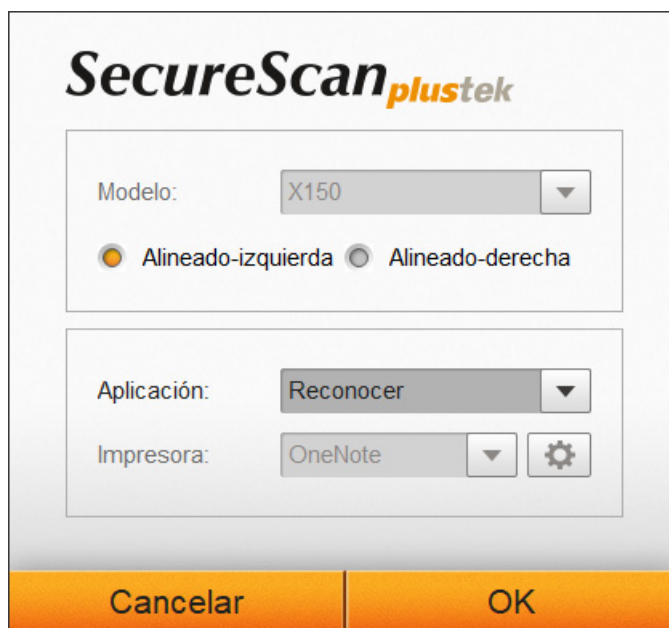 SecureScan plustek
Modelo: X150
Alineado-izquierda Alineado-derecha
Aplicación: Reconocer
Impresora: OneNote
Cancelar OK